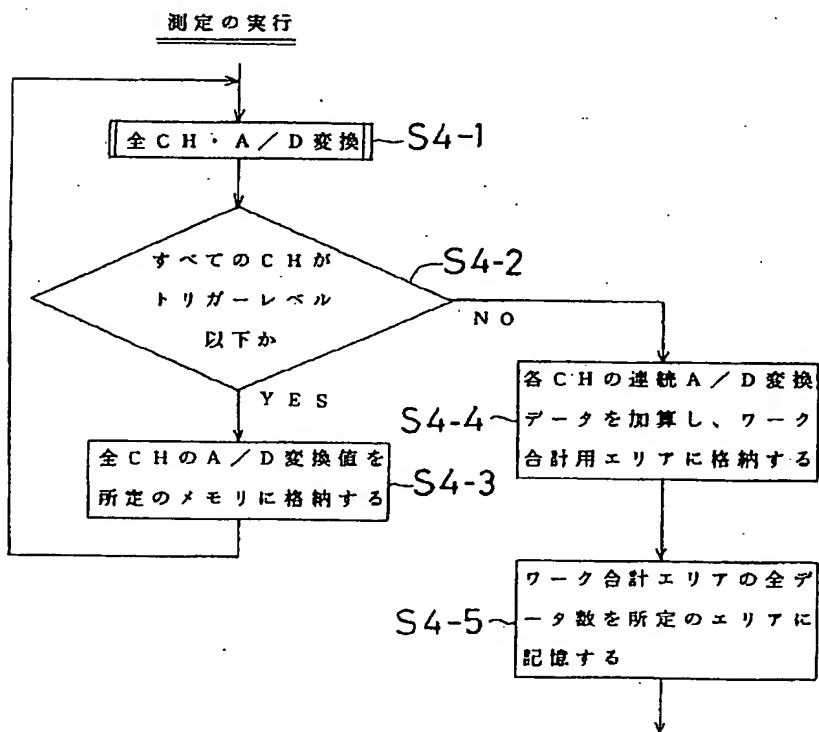 測定の実行
全CH・A/D変換
S4-1
すべてのCHが
トリガーレベル
以下か
S4-2
NO
YES
全CHのA/D変換値を
所定のメモリに格納する
S4-3
各CHの連続A/D変換
データを加算し、ワーク
合計用エリアに格納する
S4-4
ワーク合計エリアの全デ
ータ数を所定のエリアに
記憶する
S4-5